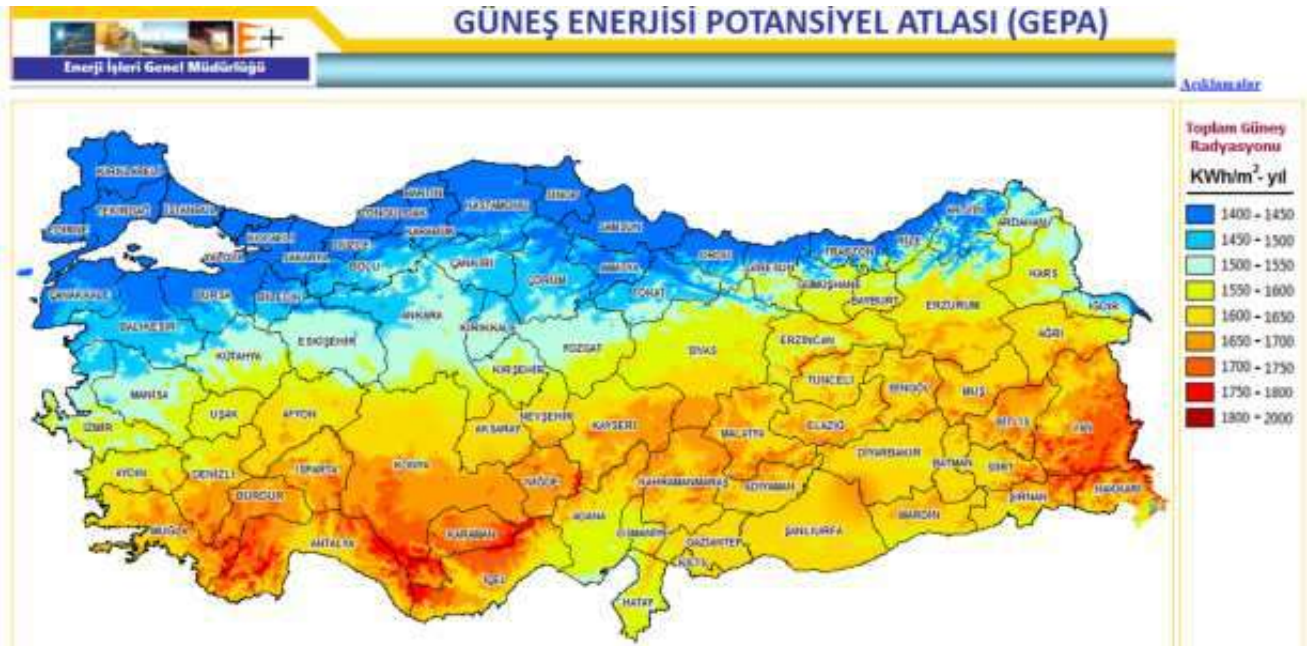 GÜNEŞ ENERJİSİ POTANSİYEL ATLASI (GEPA)
E+
Enerji İşleri Genel Müdürlüğü
Açıklamalar
Toplam Güneş
Radyasyonu
KWh/m²- yıl
1400 - 1450
1450 - 1500
1500 - 1550
1550 - 1600
1600 - 1650
1650 - 1700
1700 - 1750
1750 - 1800
1800 - 2000
KIRKLARELİ
TEKİRDAĞ
İSTANBUL
EDİRNE
KOCAELİ
YALOVA
SAKARYA
DÜZCE
ZONGULDAK
BARTIN
KARABÜK
KASTAMONU
SİNOP
SAMSUN
BOLU
ÇANKIRI
ÇORUM
AMASYA
ORDU
GİRESUN
TRABZON
RİZE
ARTVİN
ARDAHAN
ÇANAKKALE
BURSA
BİLECİK
TOKAT
GÜMÜŞHANE
BAYBURT
ERZURUM
KARS
IĞDIR
BALIKESİR
ESKİŞEHİR
ANKARA
KIRIKKALE
YOZGAT
SİVAS
ERZİNCAN
AĞRI
KÜTAHYA
MANİSA
UŞAK
AFYON
KIRŞEHİR
NEVŞEHİR
AKSARAY
KAYSERİ
MALATYA
TUNCELİ
BİNGÖL
MUŞ
ELAZIĞ
BİTLİS
VAN
İZMİR
AYDIN
DENİZLİ
ISPARTA
BURDUR
KONYA
NİĞDE
KAHRAMANMARAŞ
ADIYAMAN
DİYARBAKIR
BATMAN
SİİRT
ŞIRNAK
HAKKARİ
MUĞLA
ANTALYA
KARAMAN
İÇEL
ADANA
OSMANİYE
GAZİANTEP
KİLİS
ŞANLIURFA
MARDİN
HATAY